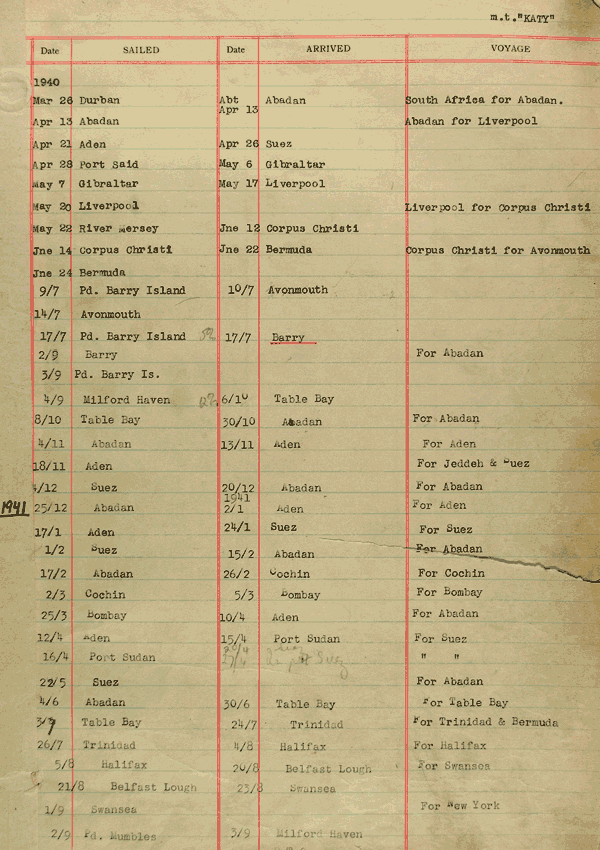 m.t."KATY"
Date SAILED Date ARRIVED VOYAGE
1940
Mar 26 Durban Abt Apr 13 Abadan South Africa for Abadan.
Apr 13 Abadan Abadan for Liverpool
Apr 21 Aden Apr 26 Suez
Apr 28 Port Said May 6 Gibraltar
May 7 Gibraltar May 17 Liverpool
May 20 Liverpool Liverpool for Corpus Christi
May 22 River Mersey Jne 12 Corpus Christi
Jne 14 Corpus Christi Jne 22 Bermuda Corpus Christi for Avonmouth
Jne 24 Bermuda
9/7 Pd. Barry Island 10/7 Avonmouth
14/7 Avonmouth
17/7 Pd. Barry Island 17/7 Barry
2/9 Barry For Abadan
3/9 Pd. Barry Is.
4/9 Milford Haven 6/10 Table Bay
8/10 Table Bay 30/10 Abadan For Abadan
4/11 Abadan 13/11 Aden For Aden
18/11 Aden For Jeddeh & Suez
4/12 Suez 20/12 Abadan For Abadan
1941 25/12 Abadan 1941 2/1 Aden For Aden
17/1 Aden 24/1 Suez For Suez
1/2 Suez 15/2 Abadan For Abadan
17/2 Abadan 26/2 Cochin For Cochin
2/3 Cochin 5/3 Bombay For Bombay
25/3 Bombay 10/4 Aden For Abadan
12/4 Aden 15/4 Port Sudan For Suez
16/4 Port Sudan Suez " "
22/5 Suez For Abadan
4/6 Abadan 30/6 Table Bay For Table Bay
3/7 Table Bay 24/7 Trinidad For Trinidad & Bermuda
26/7 Trinidad 4/8 Halifax For Halifax
5/8 Halifax 20/8 Belfast Lough For Swansea
21/8 Belfast Lough 23/8 Swansea
1/9 Swansea For New York
2/9 Pd. Mumbles 3/9 Milford Haven